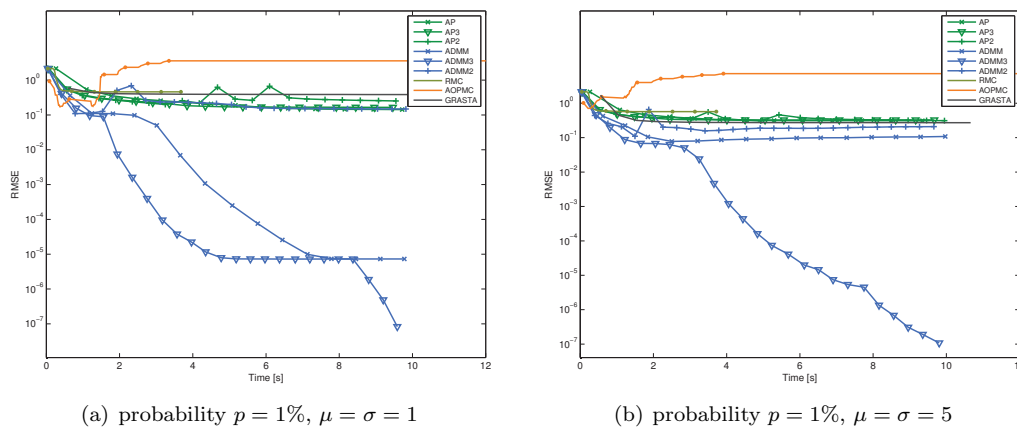 10^0
10^-1
10^-2
10^-3
10^-4
10^-5
10^-6
10^-7
RMSE
0 2 4 6 8 10 12
Time [s]
AP
AP3
AP2
ADMM
ADMM3
ADMM2
RMC
AOPMC
GRASTA
(a) probability p = 1%, μ = σ = 1
10^1
10^0
10^-1
10^-2
10^-3
10^-4
10^-5
10^-6
10^-7
RMSE
0 2 4 6 8 10 12
Time [s]
AP
AP3
AP2
ADMM
ADMM3
ADMM2
RMC
AOPMC
GRASTA
(b) probability p = 1%, μ = σ = 5